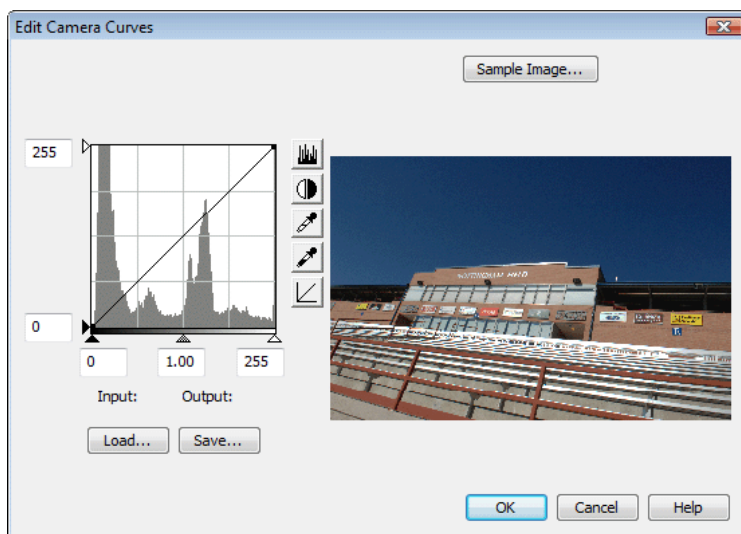 Edit Camera Curves
Sample Image...
255
0
0 1.00 255
Input: Output:
Load... Save...
OK Cancel Help